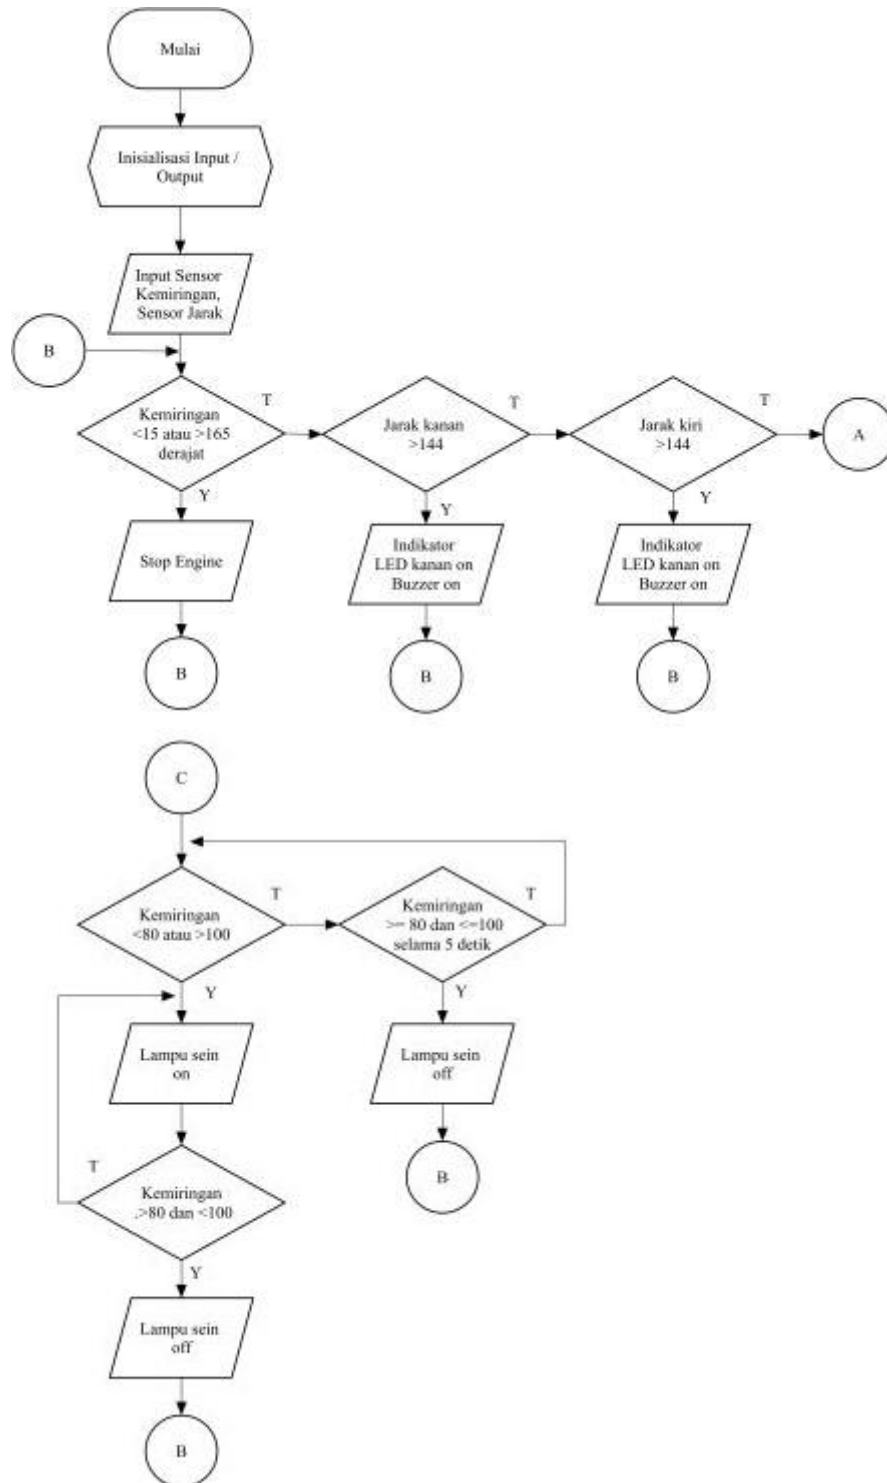 Mulai
Inisialisasi Input /
Output
Input Sensor
Kemiringan,
Sensor Jarak
B
Kemiringan
<15 atau >165
derajat
T
Jarak kanan
>144
T
Jarak kiri
>144
T
A
Y
Y
Y
Stop Engine
Indikator
LED kanan on
Buzzer on
Indikator
LED kanan on
Buzzer on
B
B
B
C
Kemiringan
<80 atau >100
T
Kemiringan
>= 80 dan <=100
selama 5 detik
T
Y
Y
Lampu sein
on
Lampu sein
off
T
Kemiringan
.>80 dan <100
B
Y
Lampu sein
off
B